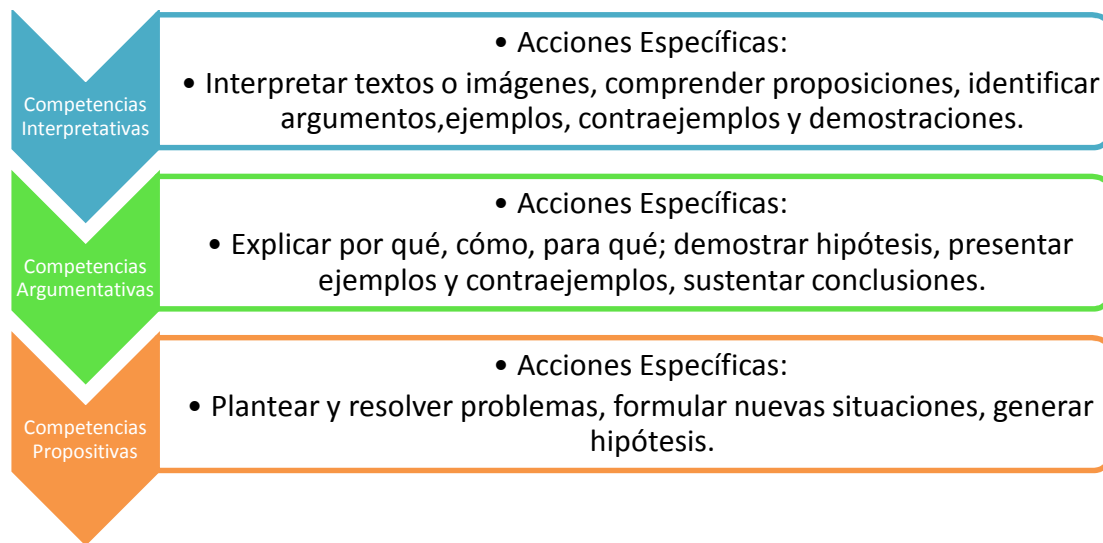 Competencias
Interpretativas
• Acciones Específicas:
• Interpretar textos o imágenes, comprender proposiciones, identificar
argumentos,ejemplos, contraejemplos y demostraciones.
Competencias
Argumentativas
• Acciones Específicas:
• Explicar por qué, cómo, para qué; demostrar hipótesis, presentar
ejemplos y contraejemplos, sustentar conclusiones.
Competencias
Propositivas
• Acciones Específicas:
• Plantear y resolver problemas, formular nuevas situaciones, generar
hipótesis.